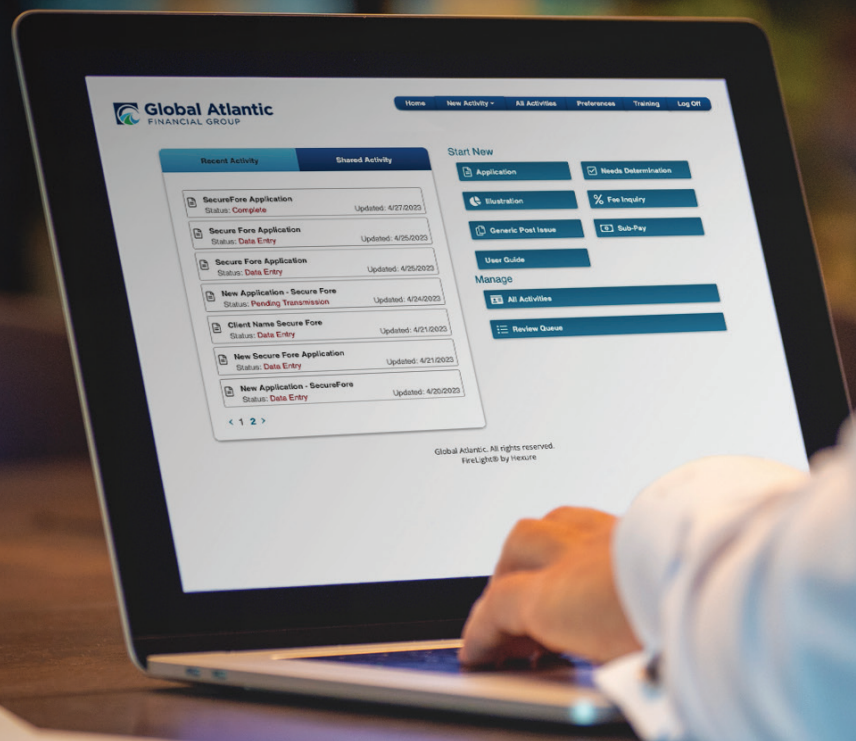 Global Atlantic
FINANCIAL GROUP
Home New Activity All Activities Preferences Training Log Off
Recent Activity Shared Activity
SecureFore Application
Status: Complete Updated: 4/27/2023
Secure Fore Application
Status: Data Entry Updated: 4/25/2023
Secure Fore Application
Status: Data Entry Updated: 4/25/2023
New Application - Secure Fore
Status: Pending Transmission Updated: 4/24/2023
Client Name Secure Fore
Status: Data Entry Updated: 4/21/2023
New Secure Fore Application
Status: Data Entry Updated: 4/21/2023
New Application - SecureFore
Status: Data Entry Updated: 4/20/2023
< 1 2 >
Start New
Application Needs Determination
Illustration Fee Inquiry
Generic Post Issue Sub-Pay
User Guide
Manage
All Activities
Review Queue
Global Atlantic. All rights reserved.
FireLight® by Hexure